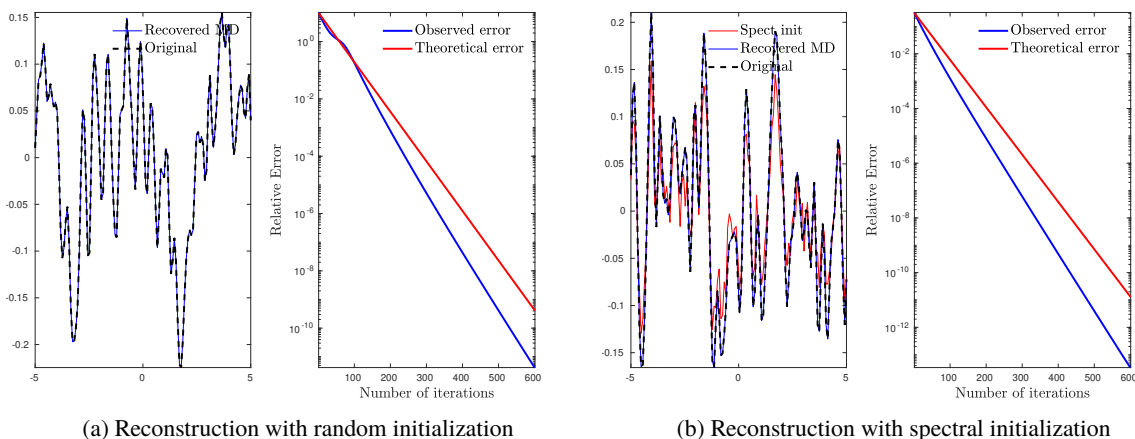 0.15
0.1
0.05
0
-0.05
-0.1
-0.15
-0.2
-5
0
5
Recovered MD
Original
Relative Error
10^0
10^-2
10^-4
10^-6
10^-8
10^-10
100 200 300 400 500 600
Number of iterations
Observed error
Theoretical error
(a) Reconstruction with random initialization
0.2
0.15
0.1
0.05
0
-0.05
-0.1
-0.15
-5
0
5
Spect init
Recovered MD
Original
Relative Error
10^-2
10^-4
10^-6
10^-8
10^-10
10^-12
100 200 300 400 500 600
Number of iterations
Observed error
Theoretical error
(b) Reconstruction with spectral initialization